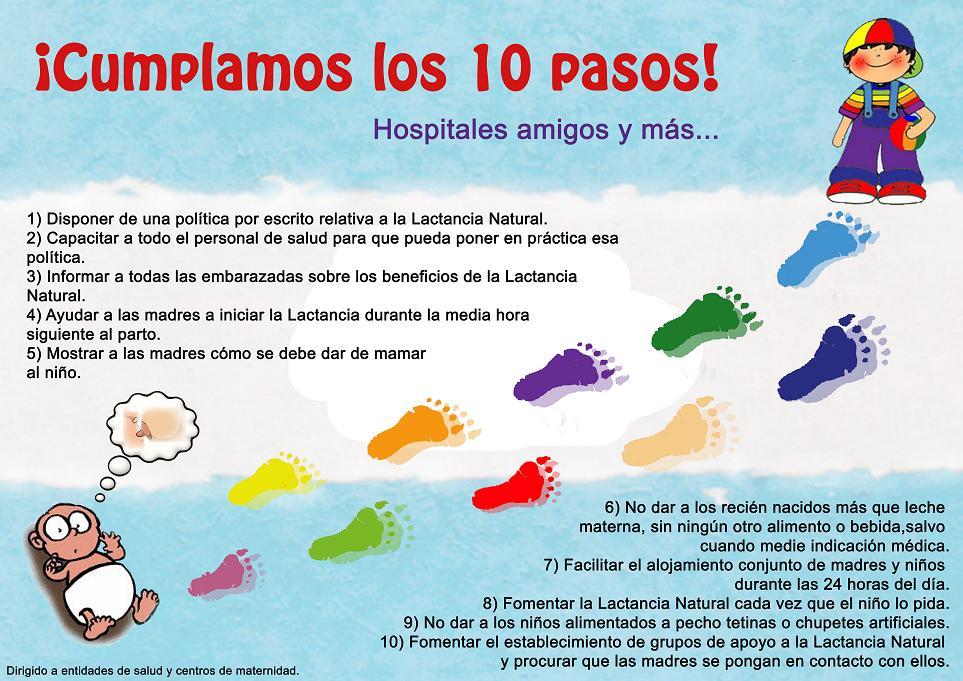 ¡Cumplamos los 10 pasos!
Hospitales amigos y más...
1) Disponer de una política por escrito relativa a la Lactancia Natural.
2) Capacitar a todo el personal de salud para que pueda poner en práctica esa
política.
3) Informar a todas las embarazadas sobre los beneficios de la Lactancia
Natural.
4) Ayudar a las madres a iniciar la Lactancia durante la media hora
siguiente al parto.
5) Mostrar a las madres cómo se debe dar de mamar
al niño.
6) No dar a los recién nacidos más que leche
materna, sin ningún otro alimento o bebida,salvo
cuando medie indicación médica.
7) Facilitar el alojamiento conjunto de madres y niños
durante las 24 horas del día.
8) Fomentar la Lactancia Natural cada vez que el niño lo pida.
9) No dar a los niños alimentados a pecho tetinas o chupetes artificiales.
10) Fomentar el establecimiento de grupos de apoyo a la Lactancia Natural
y procurar que las madres se pongan en contacto con ellos.
Dirigido a entidades de salud y centros de maternidad.